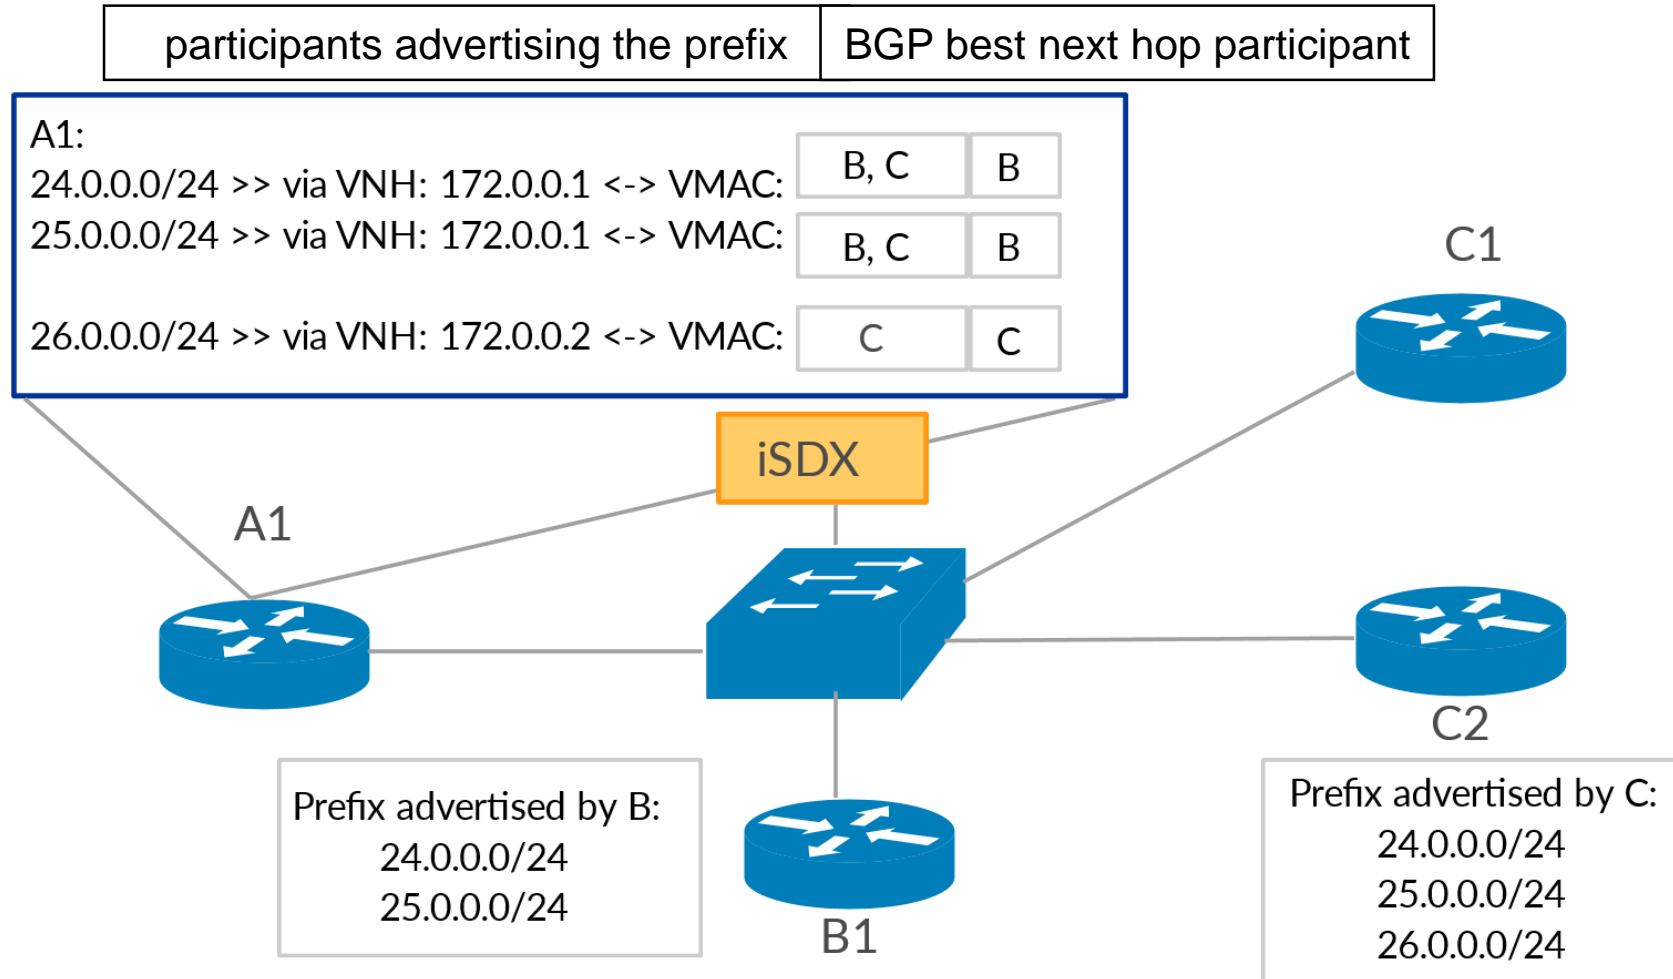 participants advertising the prefix BGP best next hop participant
A1:
24.0.0.0/24 >> via VNH: 172.0.0.1 <-> VMAC: B, C B
25.0.0.0/24 >> via VNH: 172.0.0.1 <-> VMAC: B, C B
26.0.0.0/24 >> via VNH: 172.0.0.2 <-> VMAC: C C
C1
iSDX
A1
C2
Prefix advertised by B:
24.0.0.0/24
25.0.0.0/24
B1
Prefix advertised by C:
24.0.0.0/24
25.0.0.0/24
26.0.0.0/24